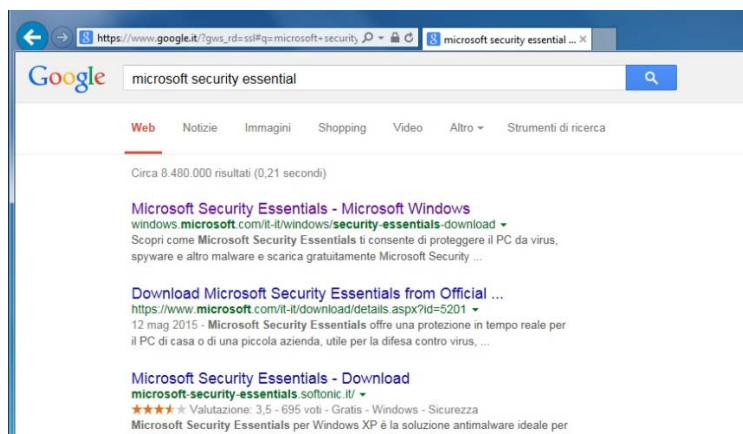 https://www.google.it/?gws_rd=ssl#q=microsoft+security
microsoft security essential ...
Google
microsoft security essential
Web Notizie Immagini Shopping Video Altro Strumenti di ricerca
Circa 8.480.000 risultati (0,21 secondi)
Microsoft Security Essentials - Microsoft Windows
windows.microsoft.com/it-it/windows/security-essentials-download
Scopri come Microsoft Security Essentials ti consente di proteggere il PC da virus,
spyware e altro malware e scarica gratuitamente Microsoft Security ...
Download Microsoft Security Essentials from Official ...
https://www.microsoft.com/it-it/download/details.aspx?id=5201
12 mag 2015 - Microsoft Security Essentials offre una protezione in tempo reale per
il PC di casa o di una piccola azienda, utile per la difesa contro virus, ...
Microsoft Security Essentials - Download
microsoft-security-essentials.softonic.it/
Valutazione: 3,5 - 695 voti - Gratis - Windows - Sicurezza
Microsoft Security Essentials per Windows XP è la soluzione antimalware ideale per